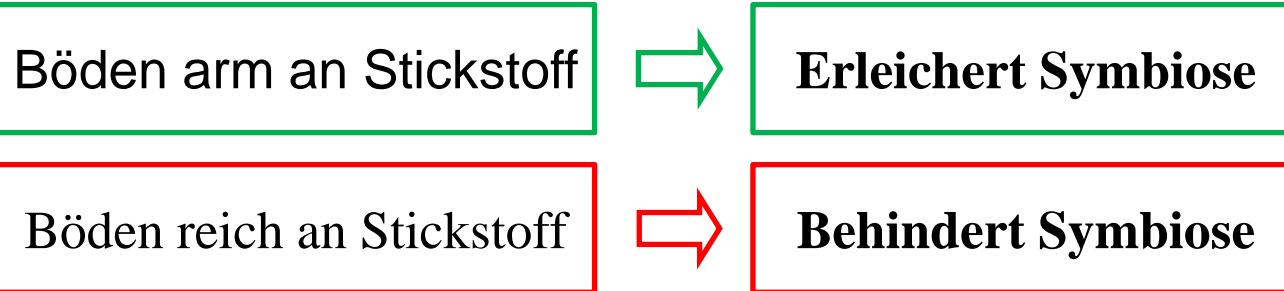 Böden arm an Stickstoff
Erleichert Symbiose
Böden reich an Stickstoff
Behindert Symbiose